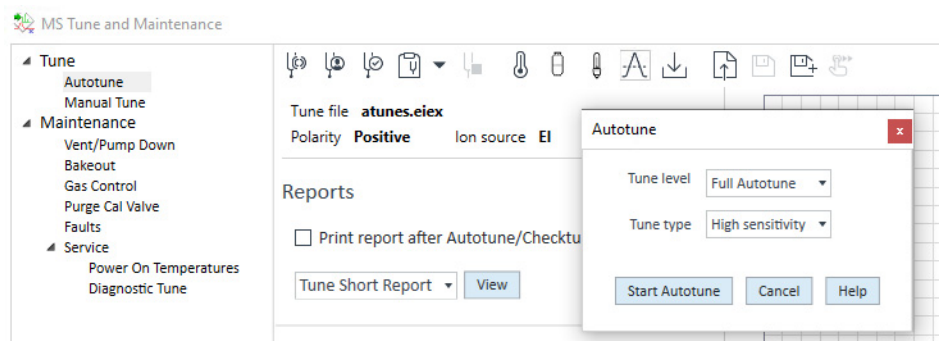 MS Tune and Maintenance
Tune
Autotune
Manual Tune
Maintenance
Vent/Pump Down
Bakeout
Gas Control
Purge Cal Valve
Faults
Service
Power On Temperatures
Diagnostic Tune
Tune file atunes.eiex
Polarity Positive Ion source EI
Reports
Print report after Autotune/Checktu
Tune Short Report View
Autotune
x
Tune level Full Autotune
Tune type High sensitivity
Start Autotune Cancel Help